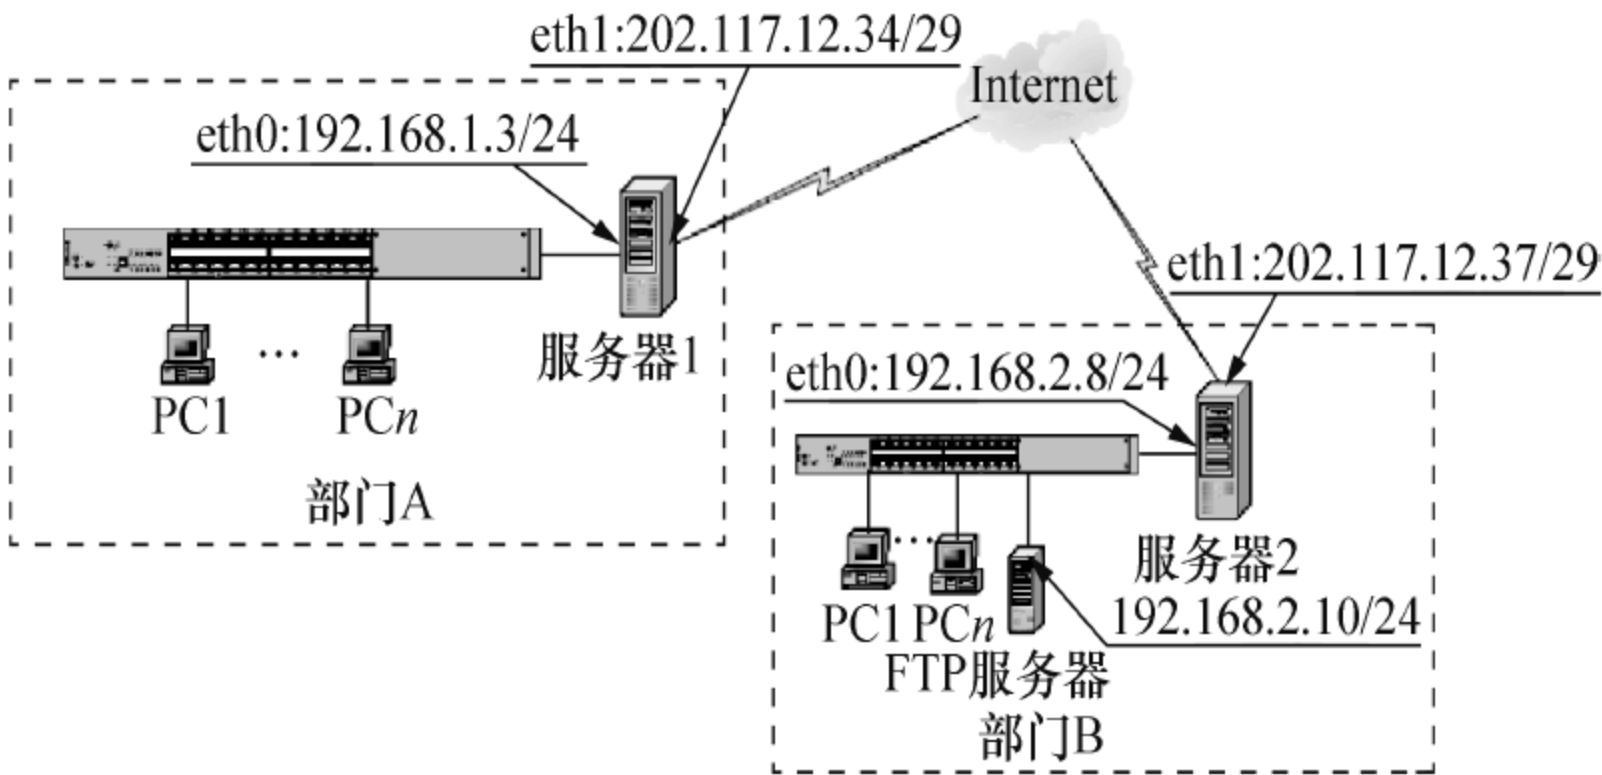 eth1:202.117.12.34/29
Internet
eth0:192.168.1.3/24
服务器1
PC1
…
PCn
部门A
eth1:202.117.12.37/29
eth0:192.168.2.8/24
服务器2
…
PC1
PCn
192.168.2.10/24
FTP服务器
部门B